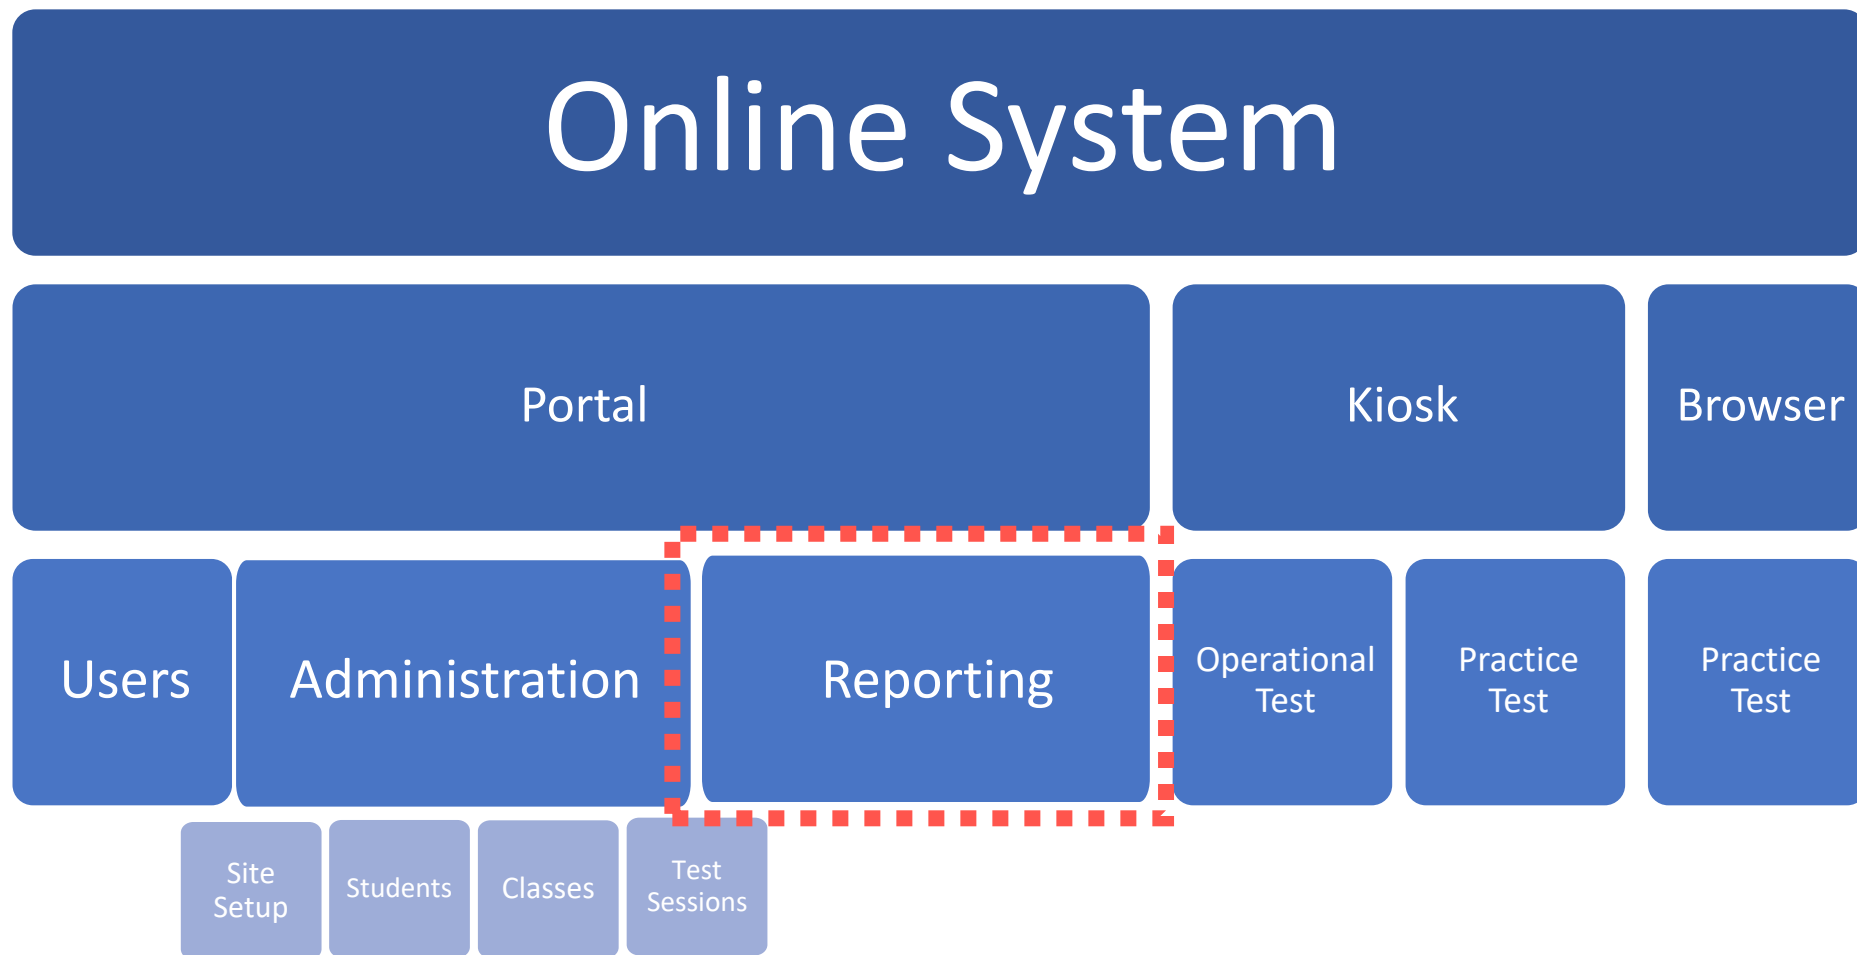 Online System
Portal
Kiosk
Browser
Users
Administration
Reporting
Operational
Test
Practice
Test
Practice
Test
Site
Setup
Students
Classes
Test
Sessions